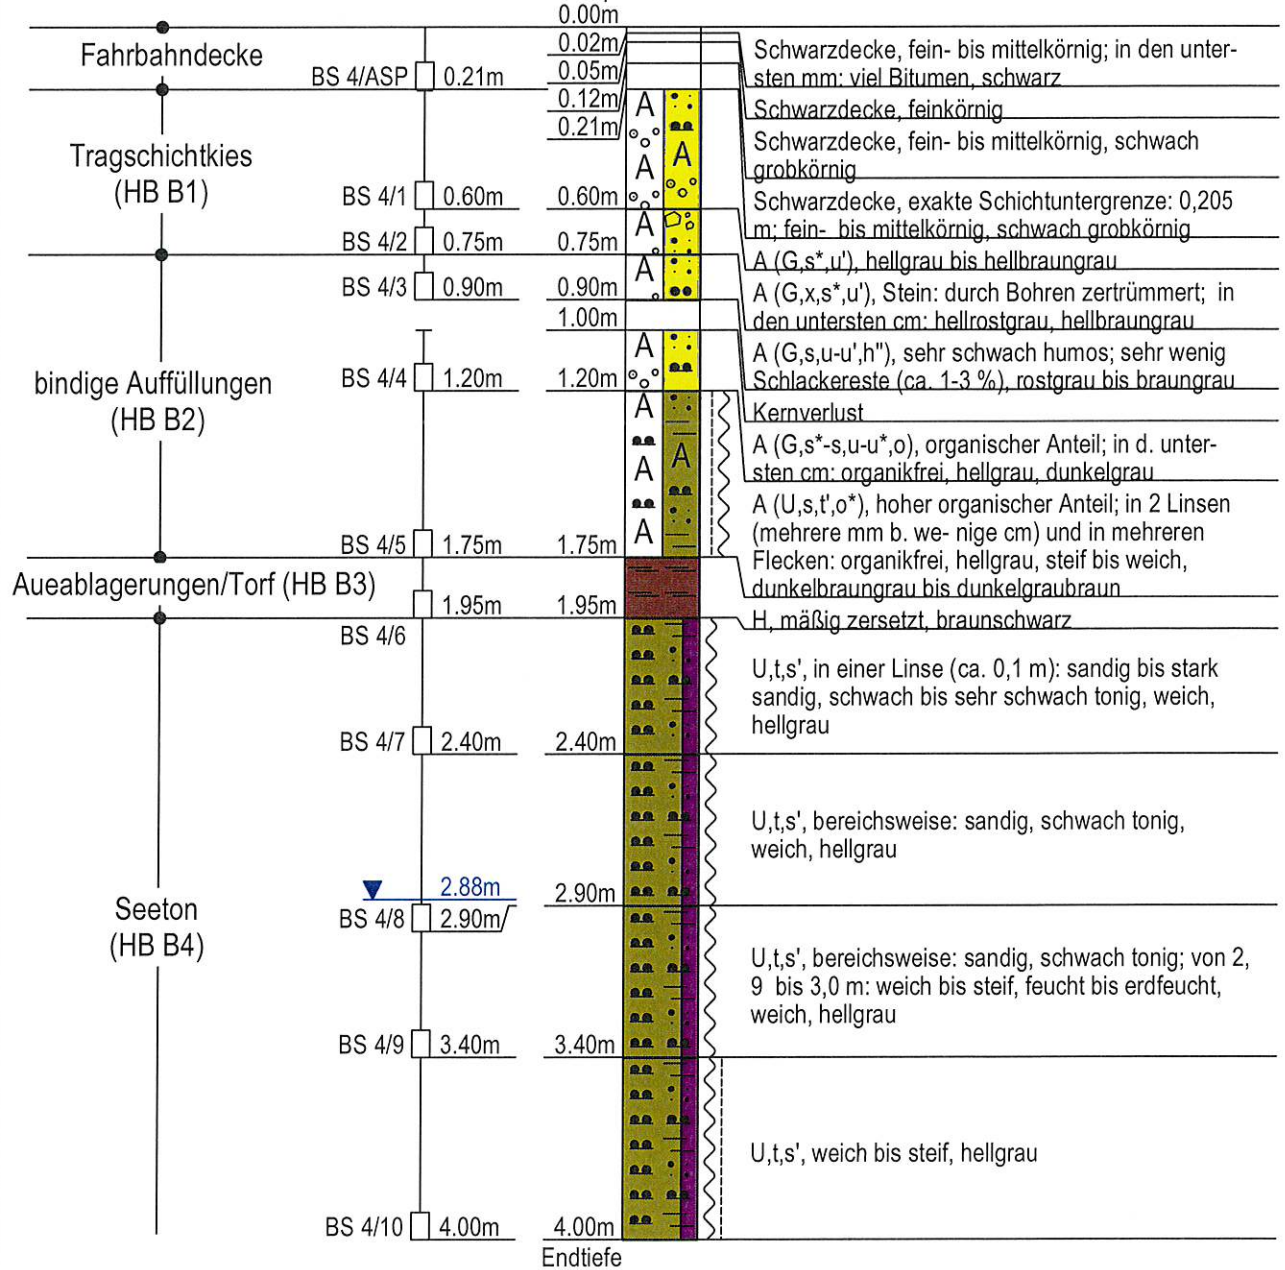 0.00m
Fahrbahndecke
BS 4/ASP 0.21m
0.02m
0.05m
0.12m
0.21m
Schwarzdecke, fein- bis mittelkörnig; in den unter-
sten mm: viel Bitumen, schwarz
Schwarzdecke, feinkörnig
Schwarzdecke, fein- bis mittelkörnig, schwach
grobkörnig
Schwarzdecke, exakte Schichtuntergrenze: 0,205
m; fein- bis mittelkörnig, schwach grobkörnig
Tragschichtkies
(HB B1)
BS 4/1 0.60m 0.60m
BS 4/2 0.75m 0.75m
A
A
A
A
A (G,s*,u'), hellgrau bis hellbraungrau
A (G,x,s*,u'), Stein: durch Bohren zertrümmert; in
den untersten cm: hellrostgrau, hellbraungrau
bindige Auffüllungen
(HB B2)
BS 4/3 0.90m 0.90m
1.00m
BS 4/4 1.20m 1.20m
BS 4/5 1.75m 1.75m
A
A
A
A
A
A
A (G,s,u-u',h"), sehr schwach humos; sehr wenig
Schlackereste (ca. 1-3 %), rostgrau bis braungrau
Kernverlust
A (G,s*-s,u-u*,o), organischer Anteil; in d. unter-
sten cm: organikfrei, hellgrau, dunkelgrau
A (U,s,t',o*), hoher organischer Anteil; in 2 Linsen
(mehrere mm b. we- nige cm) und in mehreren
Flecken: organikfrei, hellgrau, steif bis weich,
dunkelbraungrau bis dunkelgraubraun
Aueablagerungen/Torf (HB B3)
1.95m 1.95m
BS 4/6
H, mäßig zersetzt, braunschwarz
U,t,s', in einer Linse (ca. 0,1 m): sandig bis stark
sandig, schwach bis sehr schwach tonig, weich,
hellgrau
BS 4/7 2.40m 2.40m
U,t,s', bereichsweise: sandig, schwach tonig,
weich, hellgrau
Seeton
(HB B4)
2.88m
BS 4/8 2.90m 2.90m
U,t,s', bereichsweise: sandig, schwach tonig; von 2,
9 bis 3,0 m: weich bis steif, feucht bis erdfeucht,
weich, hellgrau
BS 4/9 3.40m 3.40m
U,t,s', weich bis steif, hellgrau
BS 4/10 4.00m 4.00m
Endtiefe